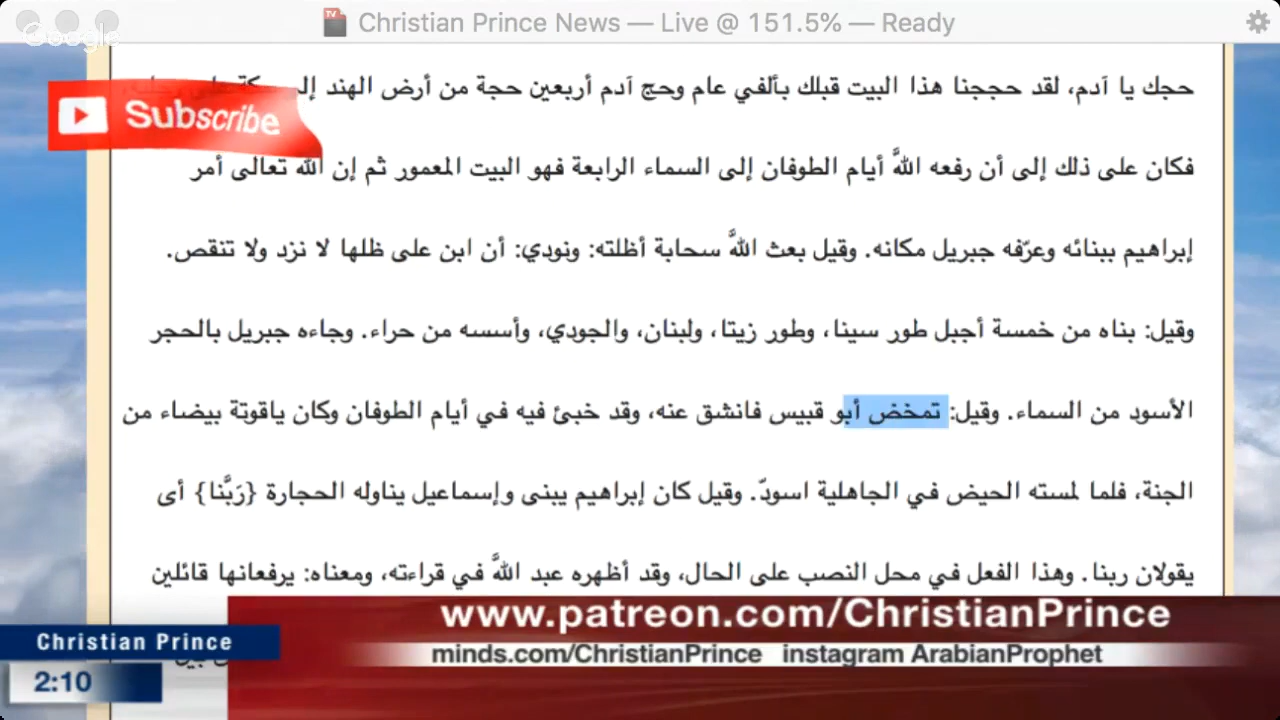 Christian Prince News — Live @ 151.5% — Ready
Google
حجك يا آدم، لقد حججنا هذا البيت قبلك بألفي عام وحج آدم أربعين حجة من أرض الهند
Subscribe
فكان على ذلك إلى أن رفعه اللَّه أيام الطوفان إلى السماء الرابعة فهو البيت المعمور ثم إن الله تعالى أمر
إبراهيم ببنائه وعرّفه جبريل مكانه. وقيل بعث اللَّه سحابة أظلته: ونودي: أن ابن على ظلها لا نزد ولا تنقص.
وقيل: بناه من خمسة أجبل طور سينا، وطور زيتا، ولبنان، والجودي، وأسسه من حراء. وجاءه جبريل بالحجر
الأسود من السماء. وقيل: تمخض أبو قبيس فانشق عنه، وقد خبئ فيه في أيام الطوفان وكان ياقوتة بيضاء من
الجنة، فلما لمسته الحيض في الجاهلية اسودّ. وقيل كان إبراهيم يبنى وإسماعيل يناوله الحجارة {رَبَّنا} أى
يقولان ربنا. وهذا الفعل في محل النصب على الحال، وقد أظهره عبد اللَّه في قراءته، ومعناه: يرفعانها قائلين
www.patreon.com/ChristianPrince
Christian Prince
minds.com/ChristianPrince instagram ArabianProphet
2:10